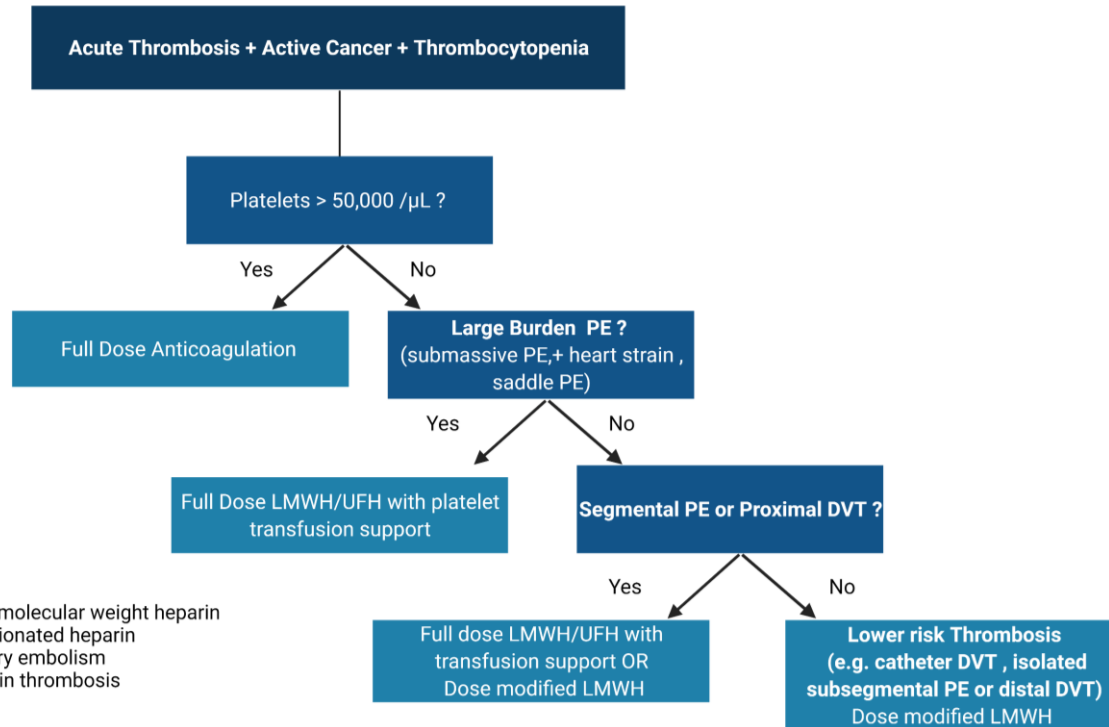 Acute Thrombosis + Active Cancer + Thrombocytopenia
Platelets > 50,000 /µL ?
Yes
No
Full Dose Anticoagulation
Large Burden PE ?
(submassive PE,+ heart strain ,
saddle PE)
Yes
No
Full Dose LMWH/UFH with platelet
transfusion support
Segmental PE or Proximal DVT ?
Yes
No
Full dose LMWH/UFH with
transfusion support OR
Dose modified LMWH
Lower risk Thrombosis
(e.g. catheter DVT , isolated
subsegmental PE or distal DVT)
Dose modified LMWH
molecular weight heparin
ionated heparin
ry embolism
in thrombosis